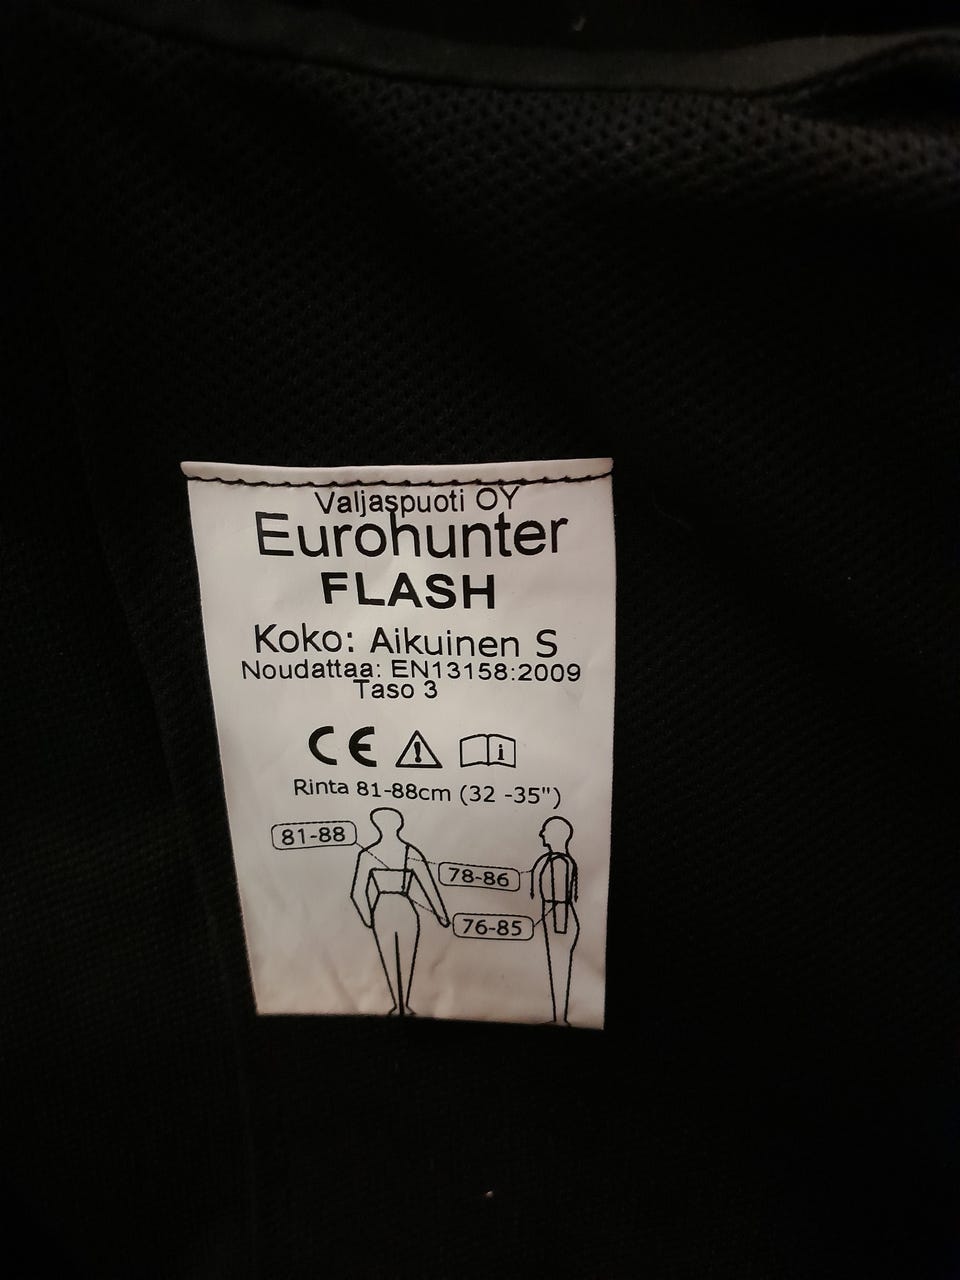 Valjaspuoti OY
Eurohunter
FLASH
Koko: Aikuinen S
Noudattaa: EN13158:2009
Taso 3
CE
Rinta 81-88cm (32 -35")
81-88
78-86
76-85